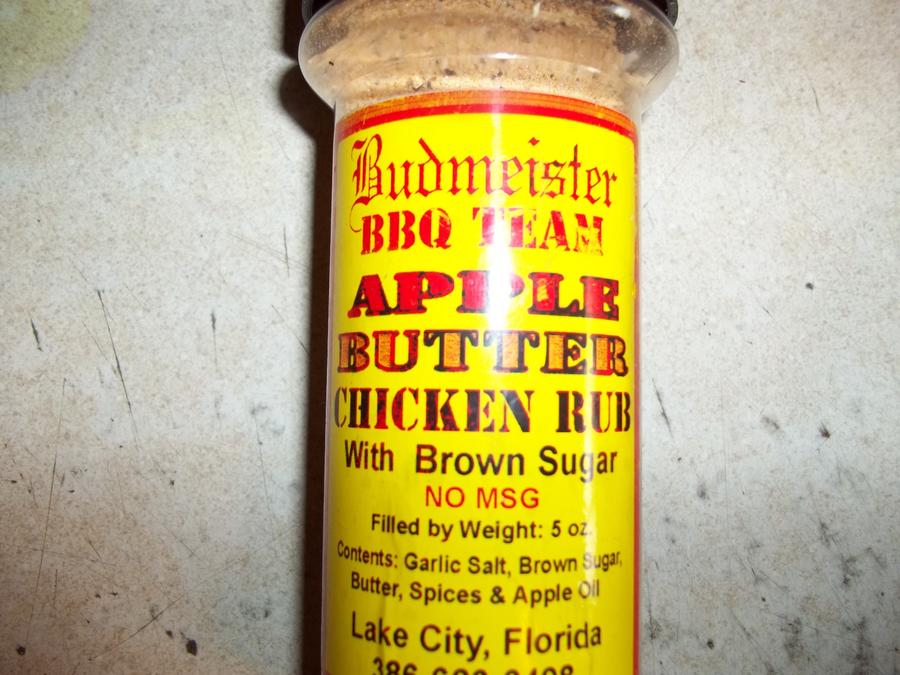 Budmeister
BBQ TEAM
APPLE
BUTTER
CHICKEN RUB
With Brown Sugar
NO MSG
Filled by Weight: 5 oz.
Contents: Garlic Salt, Brown Sugar,
Butter, Spices & Apple Oil
Lake City, Florida